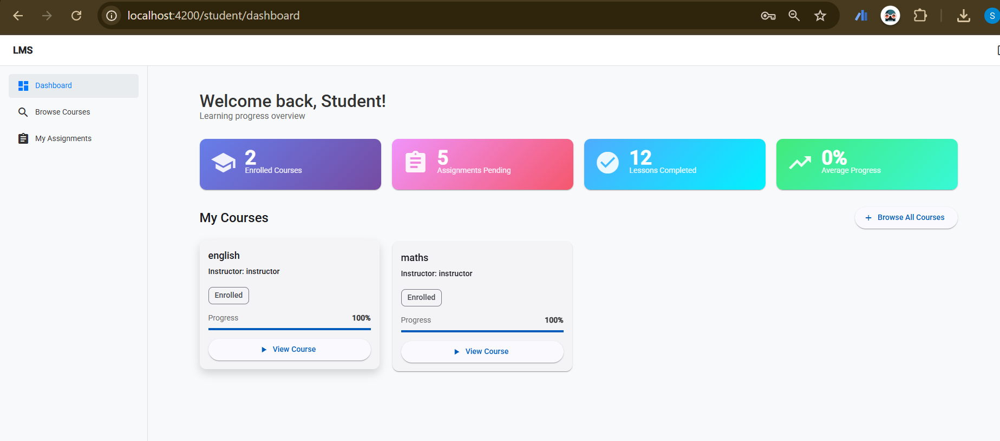 localhost:4200/student/dashboard
S
LMS
Dashboard
Browse Courses
My Assignments
Welcome back, Student!
Learning progress overview
2
Enrolled Courses
5
Assignments Pending
12
Lessons Completed
0%
Average Progress
My Courses
+ Browse All Courses
english
Instructor: instructor
Enrolled
Progress 100%
View Course
maths
Instructor: instructor
Enrolled
Progress 100%
View Course